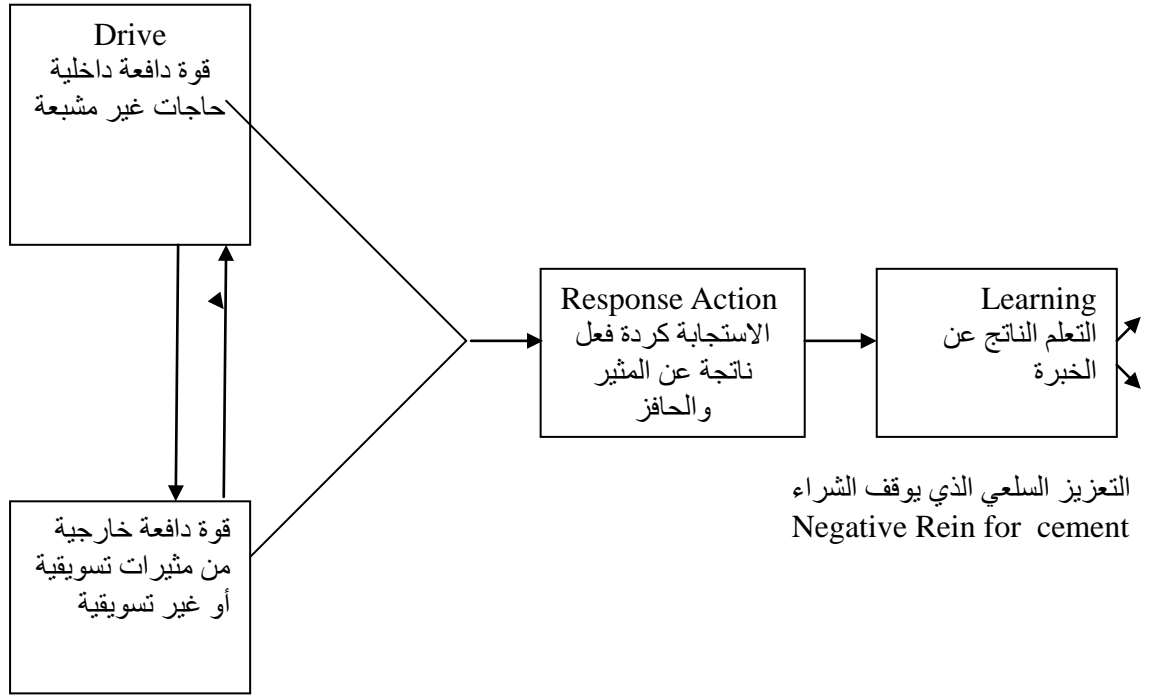 Drive
قوة دافعة داخلية
حاجات غير مشبعة
Response Action
الاستجابة كردة فعل
ناتجة عن المثير
والحافز
Learning
التعلم الناتج عن
الخبرة
التعزيز السلعي الذي يوقف الشراء
Negative Rein for cement
قوة دافعة خارجية
من مثيرات تسويقية
أو غير تسويقية